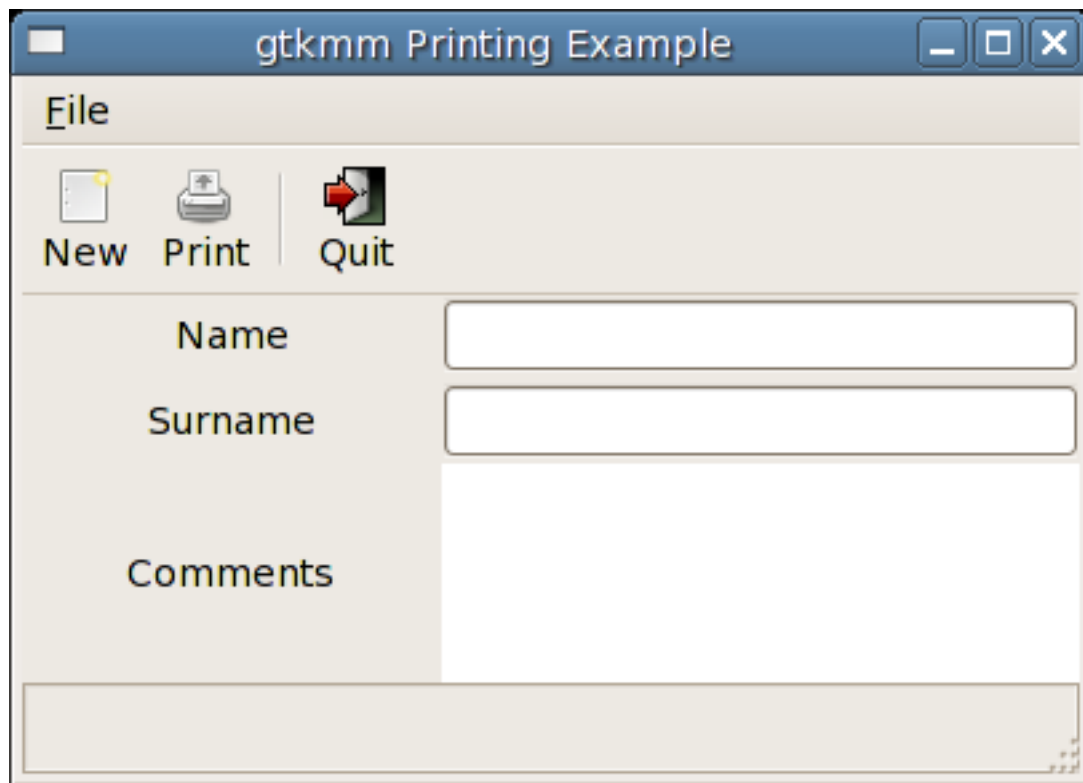 gtkmm Printing Example
File
New Print Quit
Name
Surname
Comments